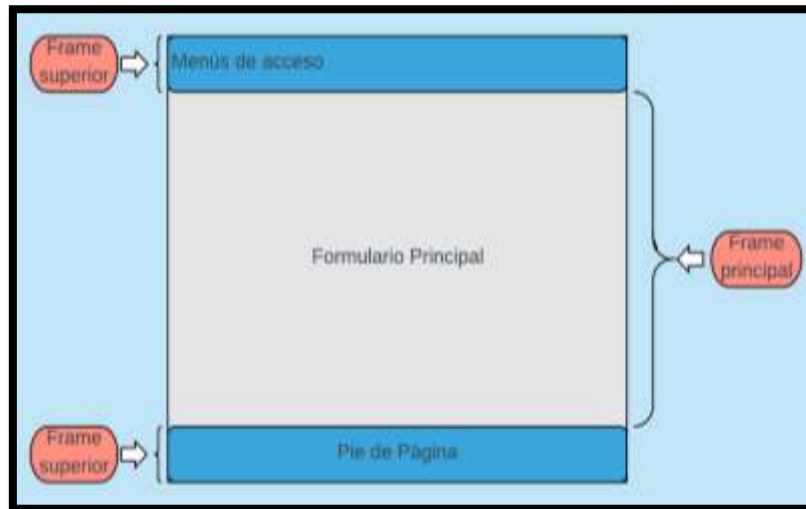 Frame
superior
Menús de acceso
Formulario Principal
Frame
principal
Frame
superior
Pie de Página